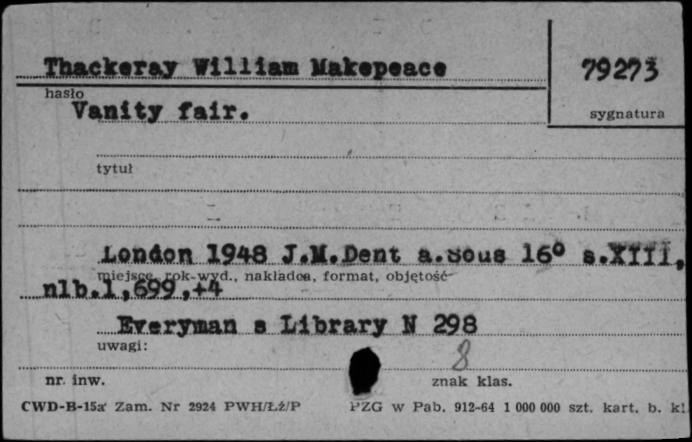 Thackeray William Makepeace
79273
hasło
Vanity fair.
sygnatura
tytuł
London 1948 J.M.Dent a.Sous 16° s.XIII,
miejsce, rok-wyd., nakładca, format, objętość
nlb.1,699,+4
Everyman s Library N 298
uwagi:
8
nr. inw.
znak klas.
CWD-B-15a Zam. Nr 2924 PWH/Łż/P
PZG w Pab. 912-64 1 000 000 szt. kart. b. kl